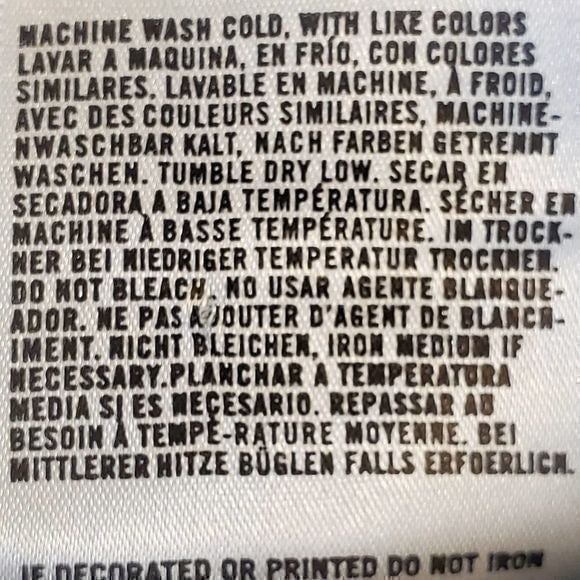 MACHINE WASH COLD, WITH LIKE COLORS
LAVAR A MAQUINA, EN FRÍO, CON COLORES
SIMILARES. LAVABLE EN MACHINE, À FROID,
AVEC DES COULEURS SIMILAIRES, MACHINE-
NWASCHBAR KALT, NACH FARBEN GETRENNT
WASCHEN. TUMBLE DRY LOW. SECAR EN
SECADORA A BAJA TEMPÉRATURA. SÉCHER EN
MACHINE À BASSE TEMPÉRATURE. IM TROCK-
NER BEI NIEDRIGER TEMPERATUR TROCKNEN.
DO NOT BLEACH. NO USAR AGENTE BLANQUE-
ADOR. NE PAS AJOUTER D'AGENT DE BLANCH-
IMENT. NICHT BLEICHEN, IRON MEDIUM IF
NECESSARY.PLANCHAR A TEMPERATURA
MEDIA SI ES NECESARIO. REPASSAR AU
BESOIN À TEMPÉ-RATURE MOYENNE. BEI
MITTLERER HITZE BÜGLEN FALLS ERFOERLICH.
IF DECORATED OR PRINTED DO NOT IRON